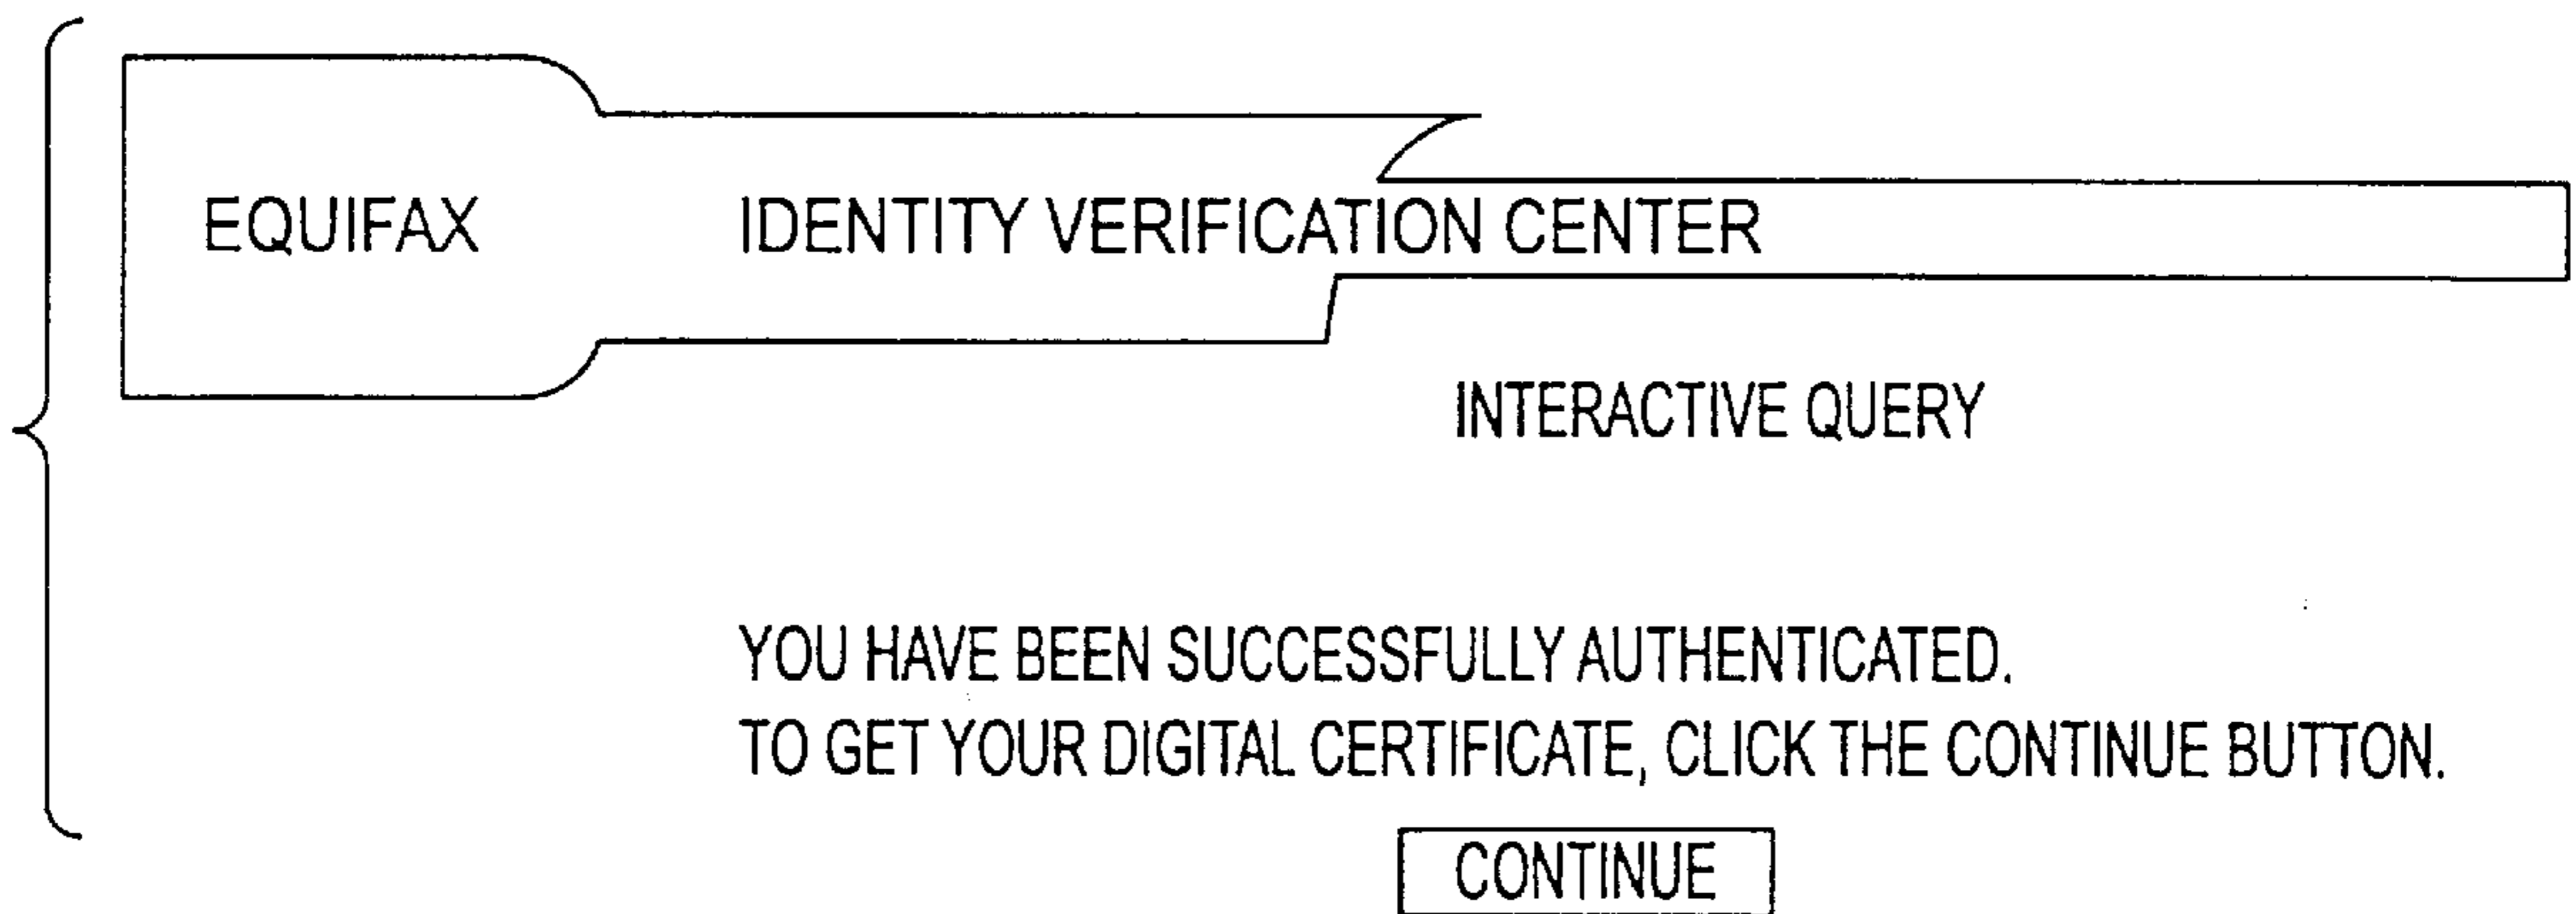 EQUIFAX IDENTITY VERIFICATION CENTER
INTERACTIVE QUERY
YOU HAVE BEEN SUCCESSFULLY AUTHENTICATED.
TO GET YOUR DIGITAL CERTIFICATE, CLICK THE CONTINUE BUTTON.
CONTINUE